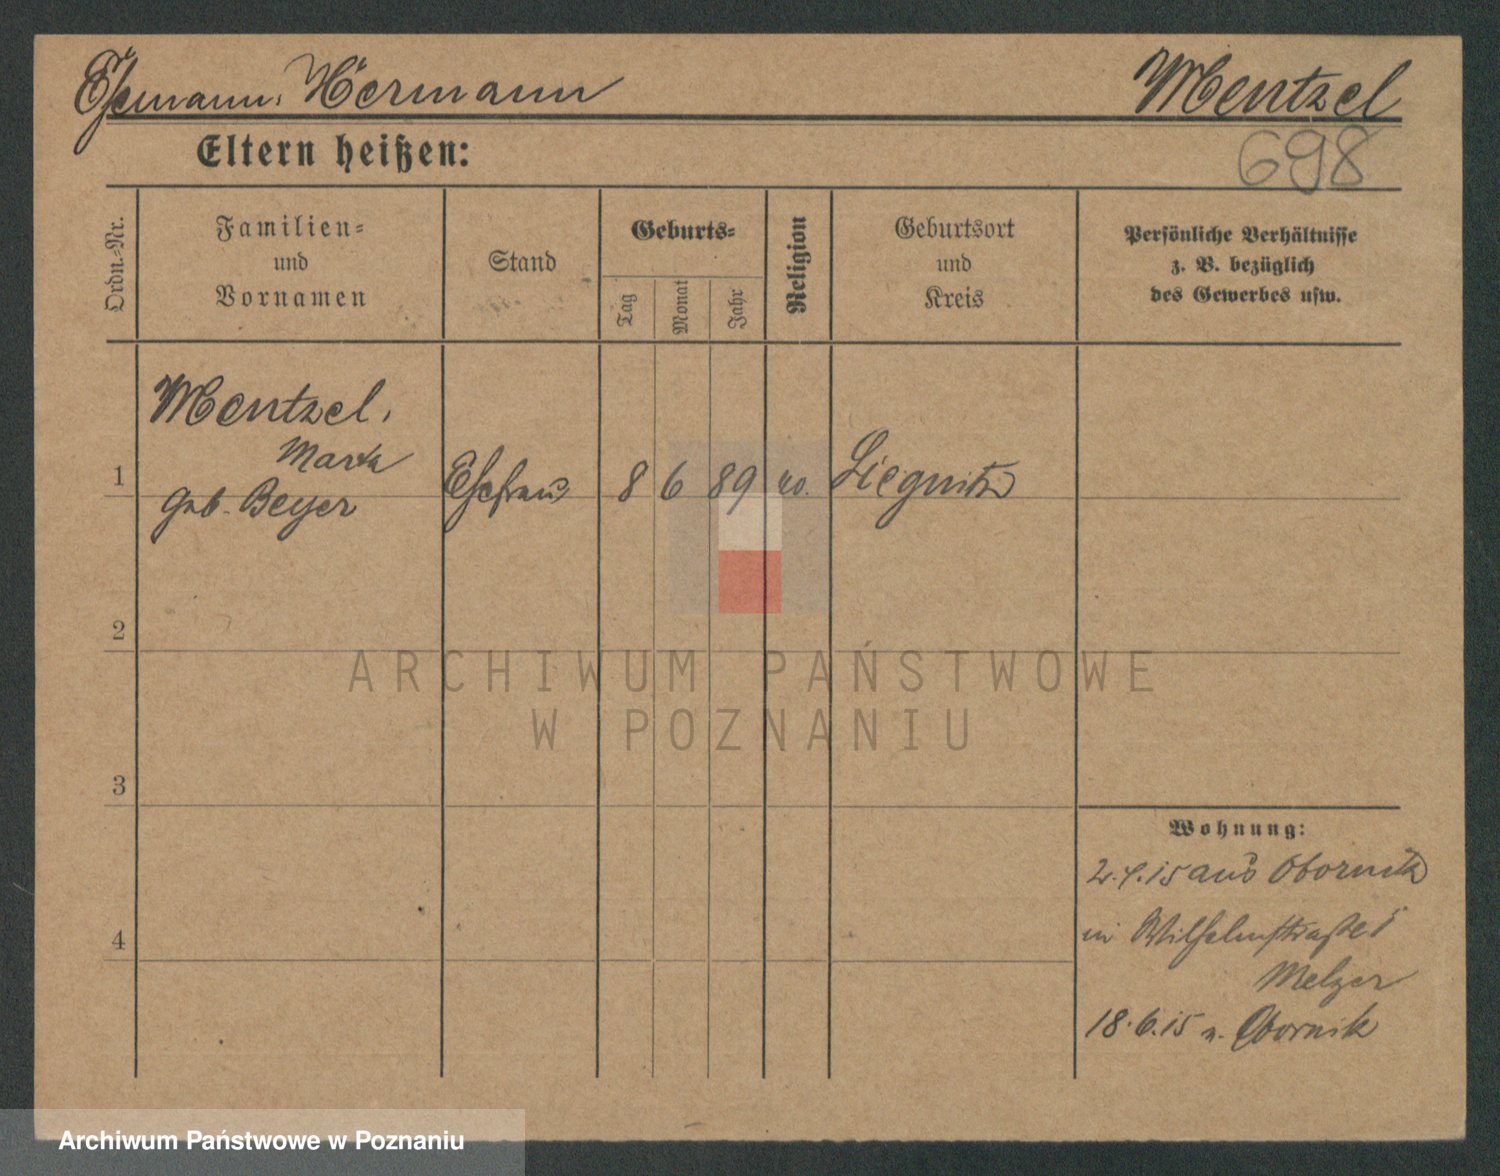 Ehemann, Hermann Mentzel
Eltern heißen: 698
Ordn.-Nr.
Familien-
und
Vornamen
Stand
Geburts-
Tag
Monat
Jahr
Religion
Geburtsort
und
Kreis
Persönliche Verhältnisse
z. B. bezüglich
des Gewerbes usw.
Mentzel,
Marta
1 Ehefrau 8 6 89 Liegnitz
geb. Beyer
2
3
4
Wohnung:
2.4.15 aus Obornik
in Wilhelmstraße
Melzer
18.6.15 n. Obornik
ARCHIWUM PAŃSTWOWE
W POZNANIU
Archiwum Państwowe w Poznaniu